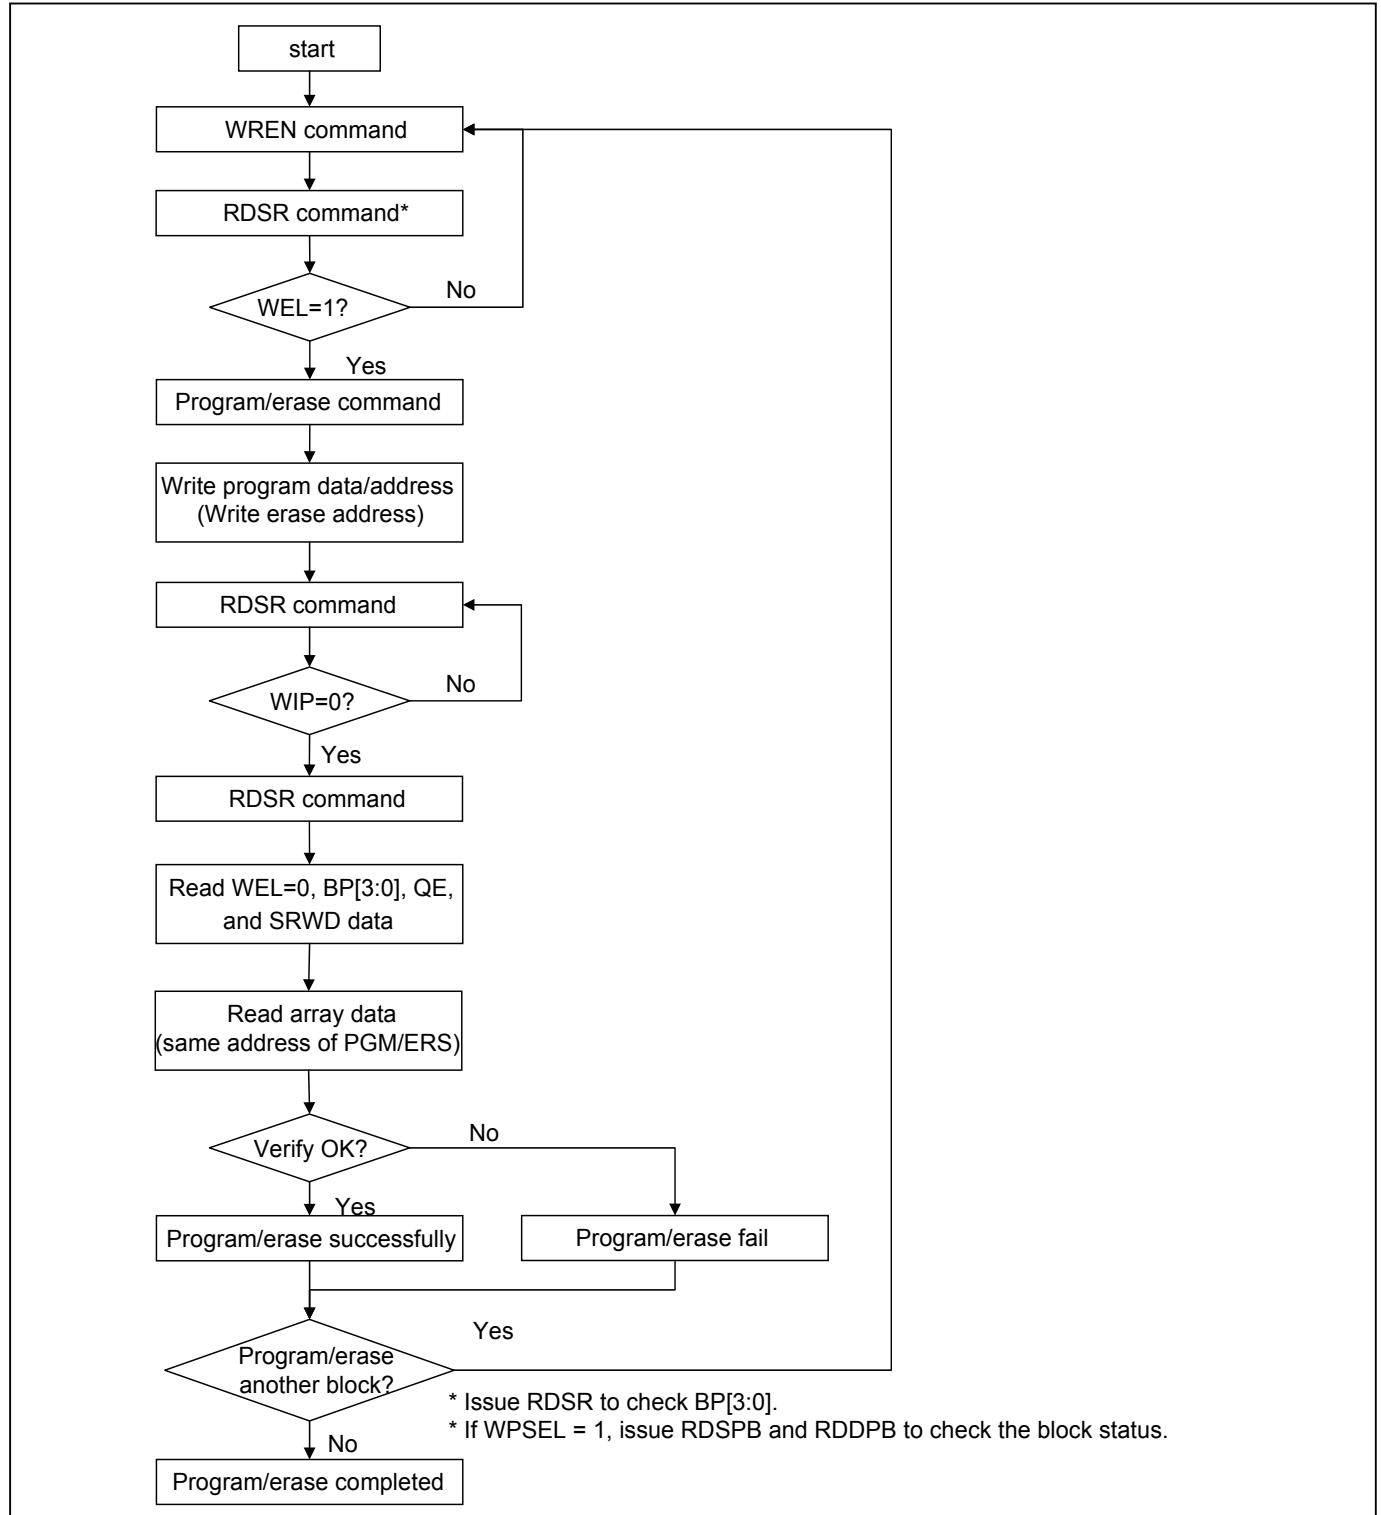 start
WREN command
RDSR command*
WEL=1?
No
Yes
Program/erase command
Write program data/address
(Write erase address)
RDSR command
WIP=0?
No
Yes
RDSR command
Read WEL=0, BP[3:0], QE,
and SRWD data
Read array data
(same address of PGM/ERS)
Verify OK?
No
Yes
Program/erase successfully
Program/erase fail
Yes
Program/erase
another block?
* Issue RDSR to check BP[3:0].
* If WPSEL = 1, issue RDSPB and RDDPB to check the block status.
No
Program/erase completed